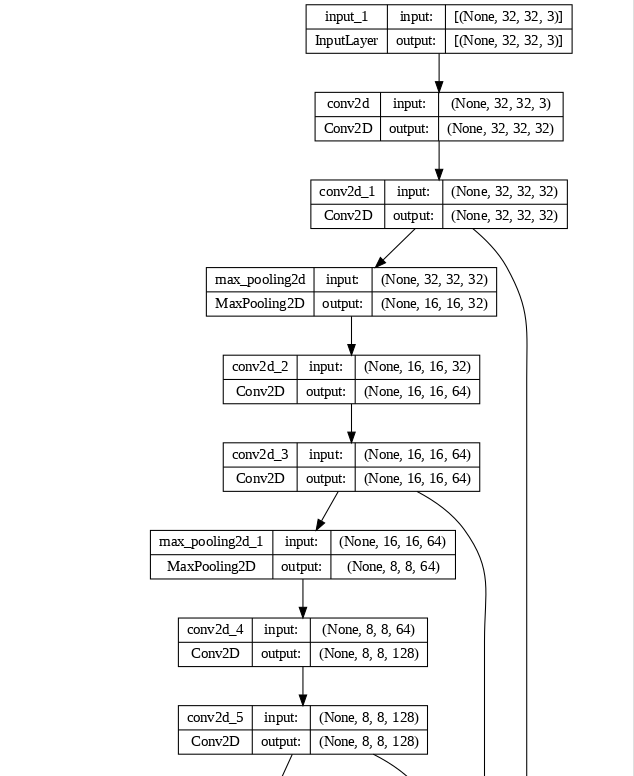 input_1 input: [(None, 32, 32, 3)]
InputLayer output: [(None, 32, 32, 3)]
conv2d input: (None, 32, 32, 3)
Conv2D output: (None, 32, 32, 32)
conv2d_1 input: (None, 32, 32, 32)
Conv2D output: (None, 32, 32, 32)
max_pooling2d input: (None, 32, 32, 32)
MaxPooling2D output: (None, 16, 16, 32)
conv2d_2 input: (None, 16, 16, 32)
Conv2D output: (None, 16, 16, 64)
conv2d_3 input: (None, 16, 16, 64)
Conv2D output: (None, 16, 16, 64)
max_pooling2d_1 input: (None, 16, 16, 64)
MaxPooling2D output: (None, 8, 8, 64)
conv2d_4 input: (None, 8, 8, 64)
Conv2D output: (None, 8, 8, 128)
conv2d_5 input: (None, 8, 8, 128)
Conv2D output: (None, 8, 8, 128)